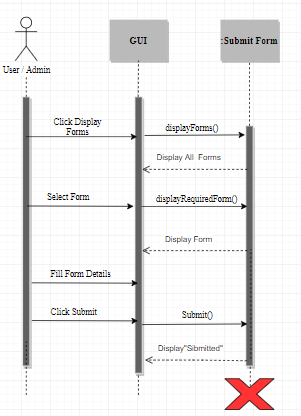 GUI
:Submit Form
User / Admin
Click Display
Forms
displayForms()
Display All Forms
Select Form
displayRequiredForm()
Display Form
Fill Form Details
Click Submit
Submit()
Display"Sibmitted"